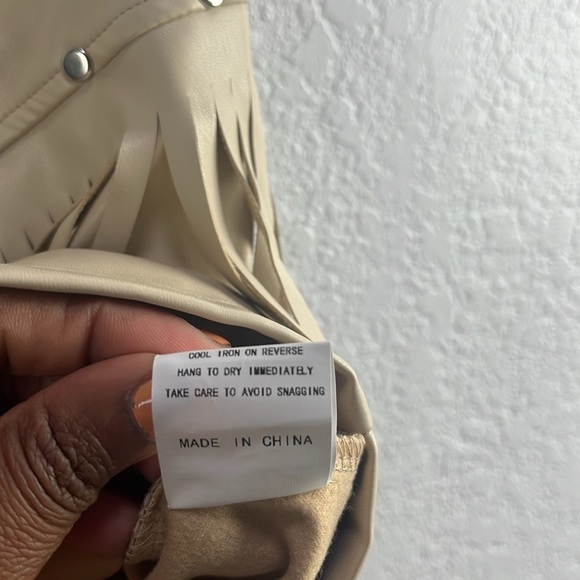 COOL IRON ON REVERSE
HANG TO DRY IMMEDIATELY
TAKE CARE TO AVOID SNAGGING
MADE IN CHINA